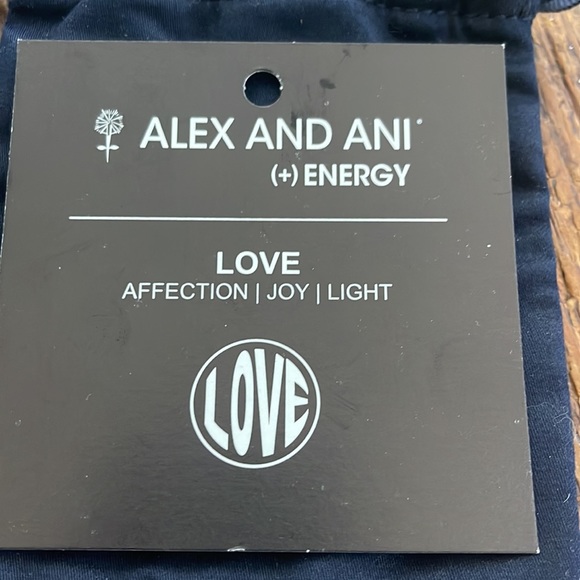 ALEX AND ANI
(+) ENERGY
LOVE
AFFECTION | JOY | LIGHT
LOVE